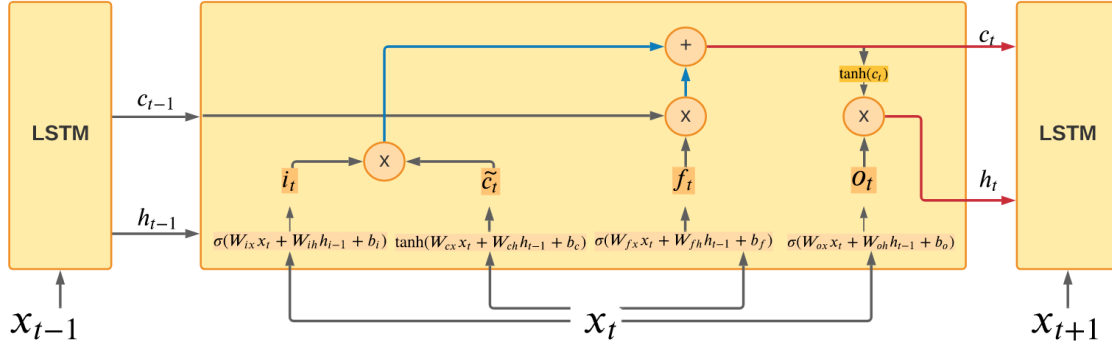 +
c_t
tanh(c_t)
c_{t−1}
x
x
LSTM
LSTM
x
i_t
c̃_t
f_t
o_t
h_t
h_{t−1}
σ(W_{ix}x_t + W_{ih}h_{i−1} + b_i)
tanh(W_{cx}x_t + W_{ch}h_{t−1} + b_c)
σ(W_{fx}x_t + W_{fh}h_{t−1} + b_f)
σ(W_{ox}x_t + W_{oh}h_{t−1} + b_o)
x_{t−1}
x_t
x_{t+1}